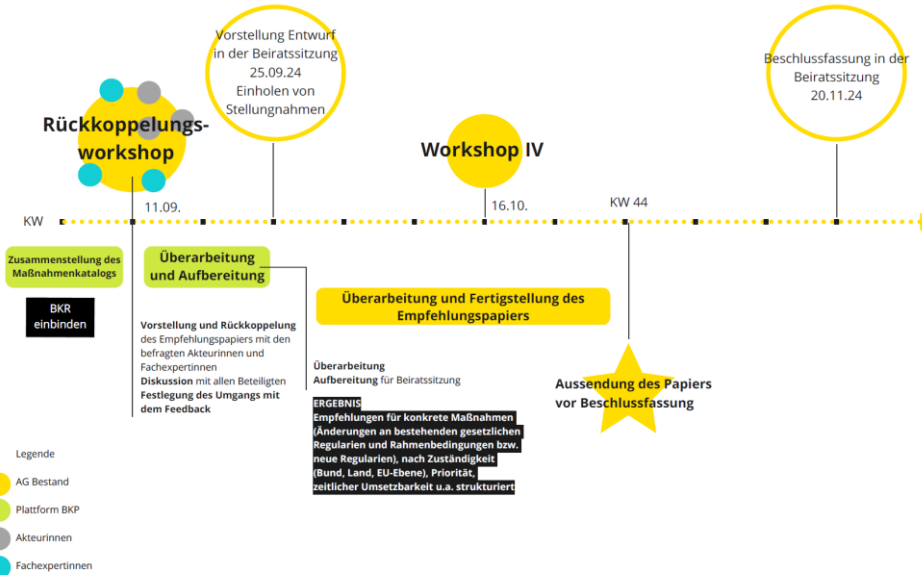 Vorstellung Entwurf
in der Beiratssitzung
25.09.24
Einholen von
Stellungnahmen
Beschlussfassung in der
Beiratssitzung
20.11.24
Rückkoppelungs-
workshop
Workshop IV
11.09.
16.10.
KW 44
KW
Zusammenstellung des
Maßnahmenkatalogs
Überarbeitung
und Aufbereitung
BKR
einbinden
Überarbeitung und Fertigstellung des
Empfehlungspapiers
Vorstellung und Rückkoppelung
des Empfehlungspapiers mit den
befragten Akteurinnen und
Fachexpertinnen
Diskussion mit allen Beteiligten
Festlegung des Umgangs mit
dem Feedback
Überarbeitung
Aufbereitung für Beiratssitzung
ERGEBNIS
Empfehlungen für konkrete Maßnahmen
(Änderungen an bestehenden gesetzlichen
Regularien und Rahmenbedingungen bzw.
neue Regularien), nach Zuständigkeit
(Bund, Land, EU-Ebene), Priorität,
zeitlicher Umsetzbarkeit u.a. strukturiert
Aussendung des Papiers
vor Beschlussfassung
Legende
AG Bestand
Plattform BKP
Akteurinnen
Fachexpertinnen